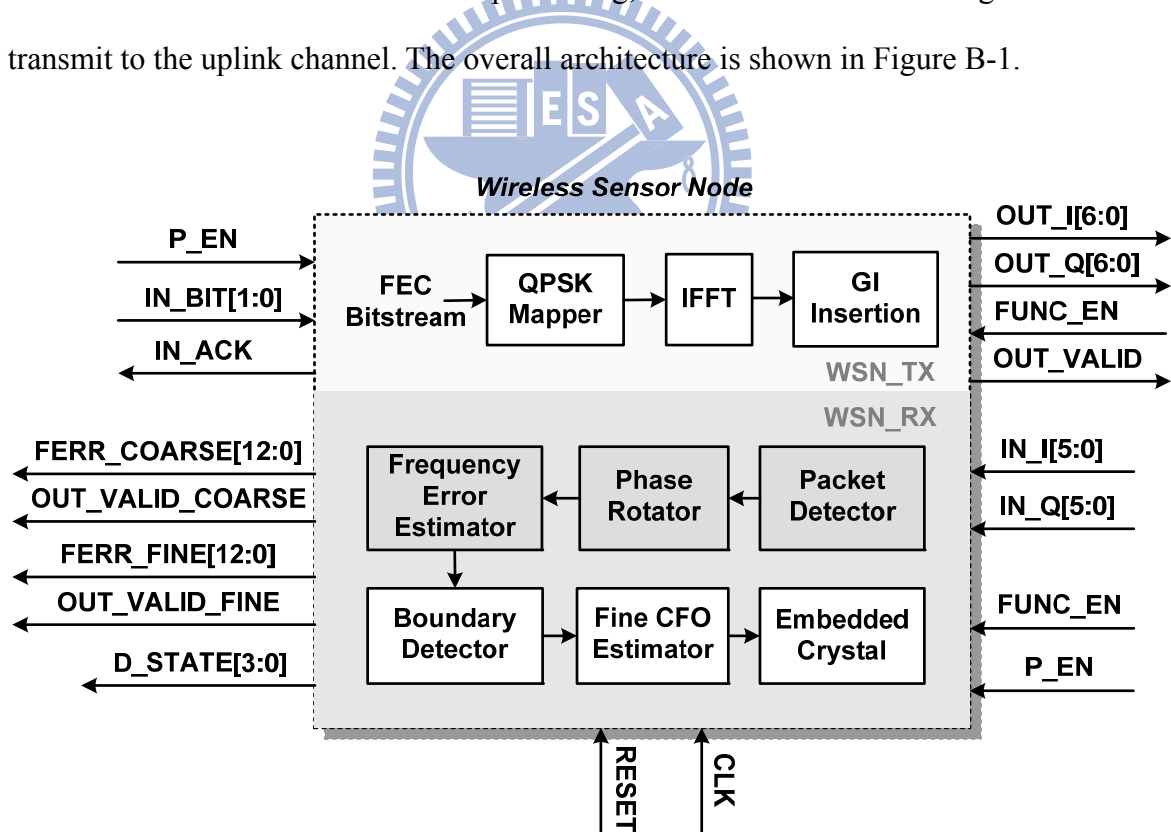 transmit to the uplink channel. The overall architecture is shown in Figure B-1.
E S A
Wireless Sensor Node
P_EN
IN_BIT[1:0]
IN_ACK
FEC
Bitstream
QPSK
Mapper
IFFT
GI
Insertion
WSN_TX
OUT_I[6:0]
OUT_Q[6:0]
FUNC_EN
OUT_VALID
WSN_RX
FERR_COARSE[12:0]
OUT_VALID_COARSE
FERR_FINE[12:0]
OUT_VALID_FINE
D_STATE[3:0]
Frequency
Error
Estimator
Phase
Rotator
Packet
Detector
Boundary
Detector
Fine CFO
Estimator
Embedded
Crystal
IN_I[5:0]
IN_Q[5:0]
FUNC_EN
P_EN
RESET
CLK